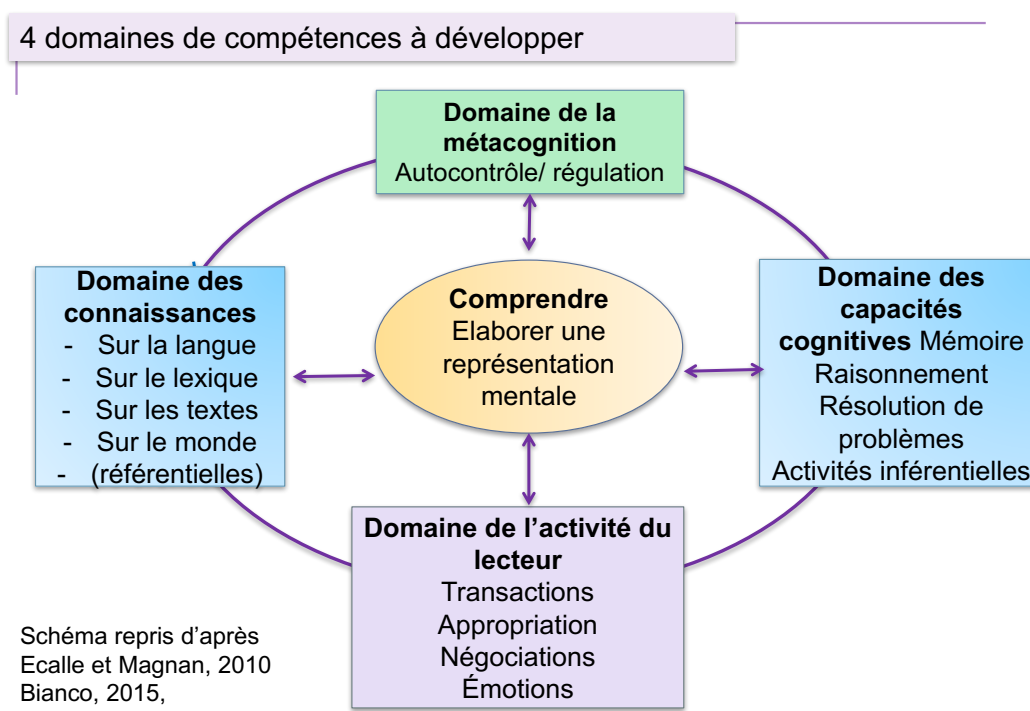 4 domaines de compétences à développer
Domaine de la
métacognition
Autocontrôle/ régulation
Domaine des
connaissances
- Sur la langue
- Sur le lexique
- Sur les textes
- Sur le monde
- (référentielles)
Comprendre
Elaborer une
représentation
mentale
Domaine des
capacités
cognitives Mémoire
Raisonnement
Résolution de
problèmes
Activités inférentielles
Domaine de l’activité du
lecteur
Transactions
Appropriation
Négociations
Émotions
Schéma repris d’après
Ecalle et Magnan, 2010
Bianco, 2015,